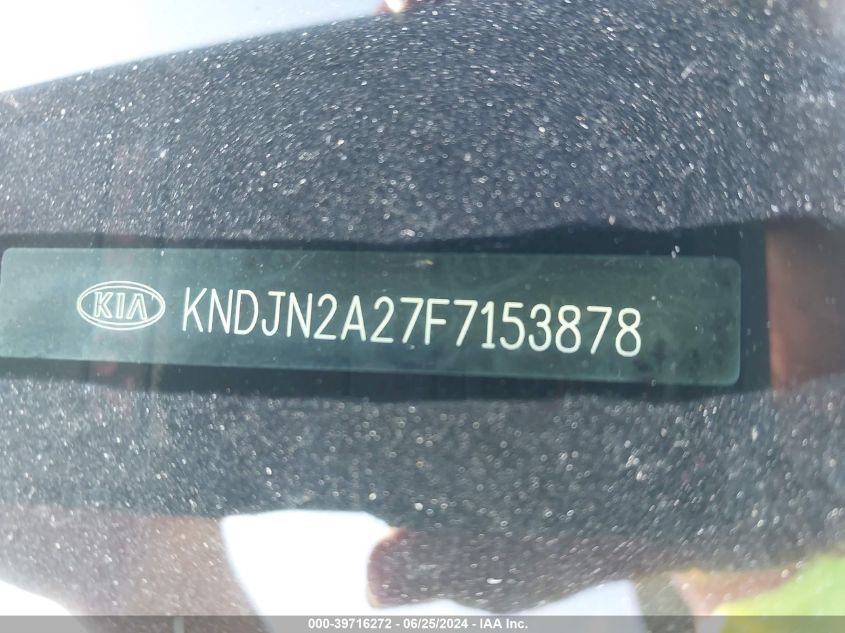 KIA KNDJN2A27F7153878
000-39716272 / 06/25/2024 - IAA Inc.